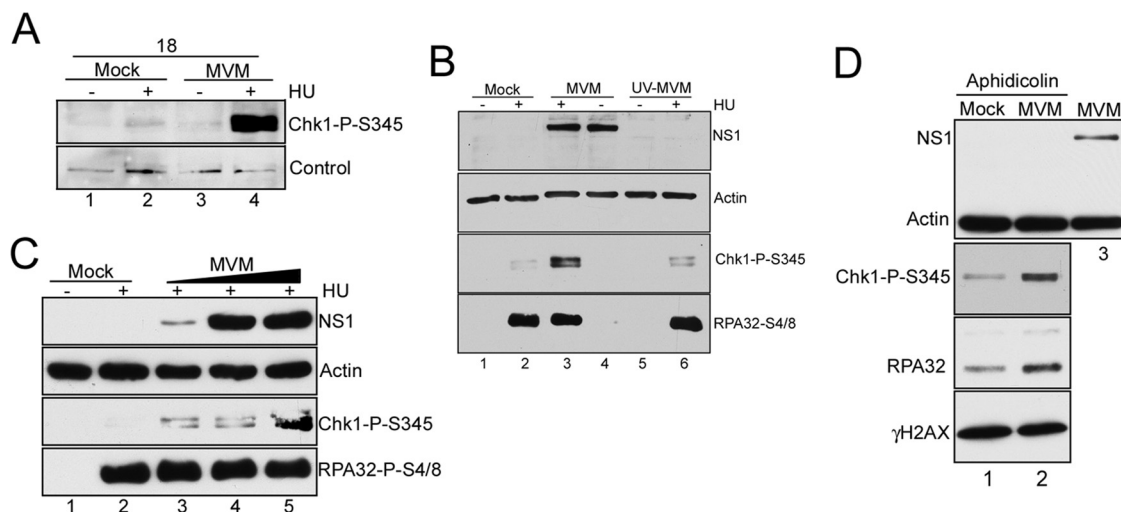 A
18
Mock MVM
- + - + HU
Chk1-P-S345
Control
1 2 3 4
B
Mock MVM UV-MVM
- + + - - + HU
NS1
Actin
Chk1-P-S345
RPA32-S4/8
1 2 3 4 5 6
C
Mock MVM
- + + + + HU
NS1
Actin
Chk1-P-S345
RPA32-P-S4/8
1 2 3 4 5
D
Aphidicolin
Mock MVM MVM
NS1
Actin
3
Chk1-P-S345
RPA32
γH2AX
1 2